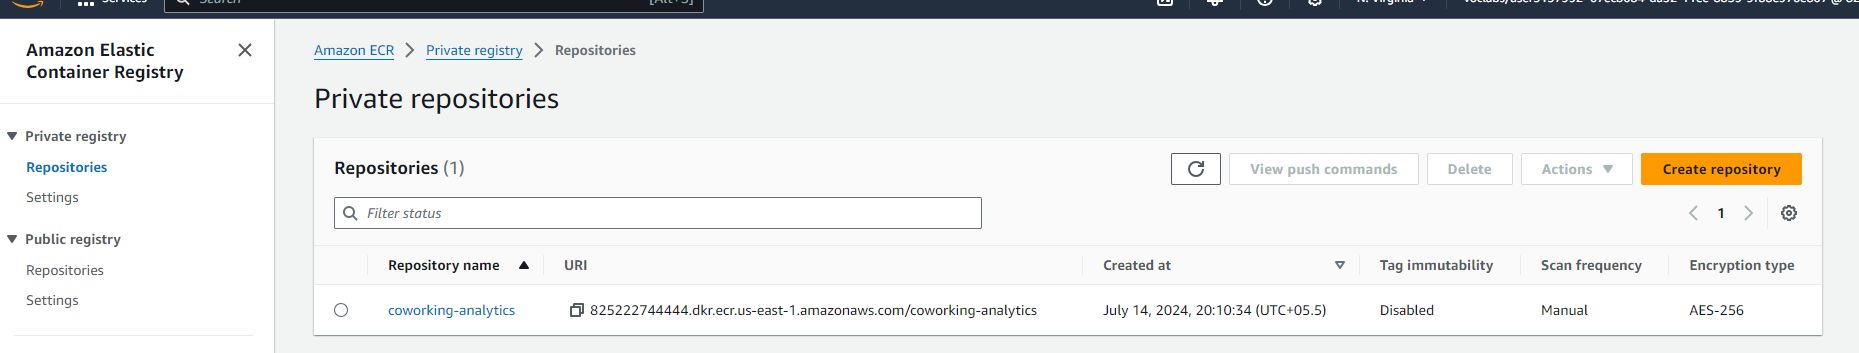 Services
Search
[Alt+S]
N. Virginia
Amazon Elastic
Container Registry
Private registry
Repositories
Settings
Public registry
Repositories
Settings
Amazon ECR
Private registry
Repositories
Private repositories
Repositories (1)
View push commands
Delete
Actions
Create repository
Filter status
1
Repository name
URI
Created at
Tag immutability
Scan frequency
Encryption type
coworking-analytics
825222744444.dkr.ecr.us-east-1.amazonaws.com/coworking-analytics
July 14, 2024, 20:10:34 (UTC+05.5)
Disabled
Manual
AES-256